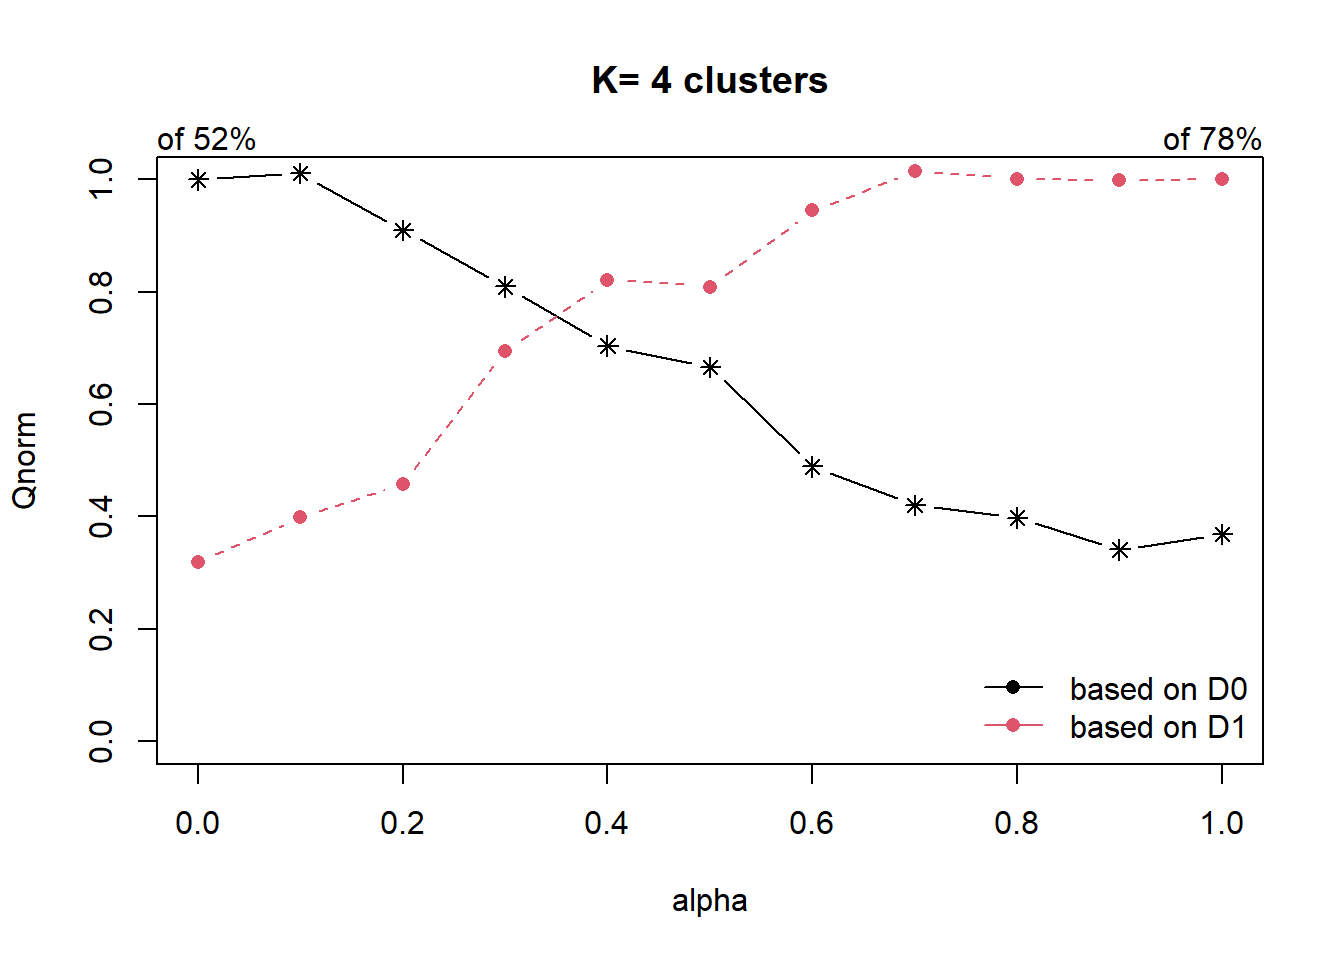 K= 4 clusters
of 52%
of 78%
Qnorm
1.0
0.8
0.6
0.4
0.2
0.0
based on D0
based on D1
0.0 0.2 0.4 0.6 0.8 1.0
alpha